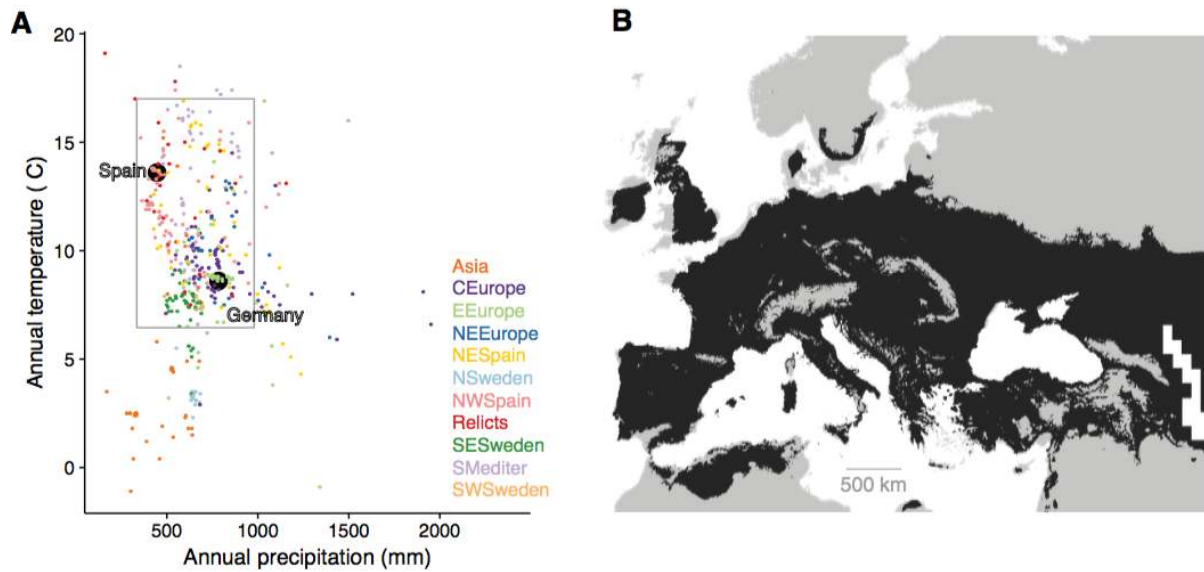 A
B
20
15
10
5
0
Annual temperature ( C)
Spain
Germany
Asia
CEurope
EEurope
NEEurope
NESpain
NSweden
NWSpain
Relicts
SESweden
SMediter
SWSweden
500
1000
1500
2000
Annual precipitation (mm)
500 km